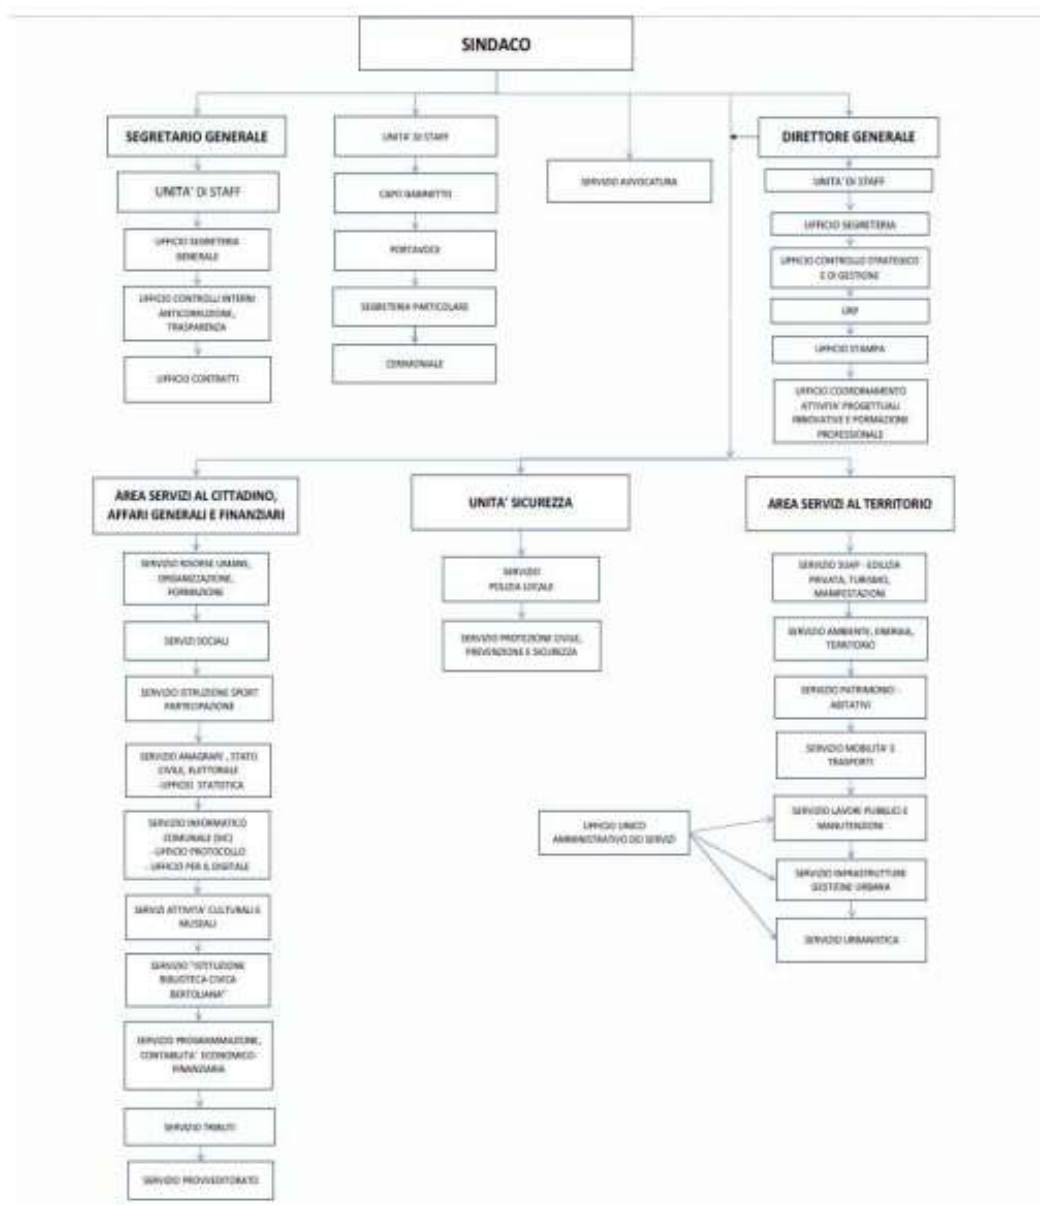 SINDACO
SEGRETARIO GENERALE
UNITA' DI STAFF
UFFICIO SEGRETERIA
GENERALE
UFFICIO CONTROLLI INTERNI
ANTICORRUZIONE,
TRASPARENZA
UFFICIO CONTRATTI
UNITA' DI STAFF
CAPO GABINETTO
PORTAVOCE
SEGRETERIA PARTICOLARE
CERIMONIALE
SERVIZIO AVVOCATURA
DIRETTORE GENERALE
UNITA' DI STAFF
UFFICIO SEGRETERIA
UFFICIO CONTROLLO STRATEGICO
E DI GESTIONE
URP
UFFICIO STAMPA
UFFICIO COORDINAMENTO
ATTIVITA' PROGETTUALI
INNOVATIVE E FORMAZIONE
PROFESSIONALE
AREA SERVIZI AL CITTADINO,
AFFARI GENERALI E FINANZIARI
SERVIZIO RISORSE UMANE,
ORGANIZZAZIONE,
FORMAZIONE
SERVIZI SOCIALI
SERVIZIO ISTRUZIONE SPORT
PARTECIPAZIONE
SERVIZIO ANAGRAFE, STATO
CIVILE, ELETTORALE
-UFFICIO STATISTICA
SERVIZIO INFORMATICO
COMUNALE (SIC)
- UFFICIO PROTOCOLLO
- UFFICIO PER IL DIGITALE
SERVIZI ATTIVITA' CULTURALI E
MUSEALI
SERVIZIO "ISTITUZIONE
BIBLIOTECA CIVICA
BERTOLIANA"
SERVIZIO PROGRAMMAZIONE,
CONTABILITA' ECONOMICO-
FINANZIARIA
SERVIZIO TRIBUTI
SERVIZIO PROVVEDITORATO
UNITA' SICUREZZA
SERVIZIO
POLIZIA LOCALE
SERVIZIO PROTEZIONE CIVILE,
PREVENZIONE E SICUREZZA
AREA SERVIZI AL TERRITORIO
SERVIZIO SUAP - EDILIZIA
PRIVATA, TURISMO,
MANIFESTAZIONI
SERVIZIO AMBIENTE, ENERGIA,
TERRITORIO
SERVIZIO PATRIMONIO -
ABITATIVI
SERVIZIO MOBILITA' E
TRASPORTI
SERVIZIO LAVORI PUBBLICI E
MANUTENZIONI
SERVIZIO INFRASTRUTTURE
GESTIONE URBANA
SERVIZIO URBANISTICA
UFFICIO UNICO
AMMINISTRATIVO DEI SERVIZI